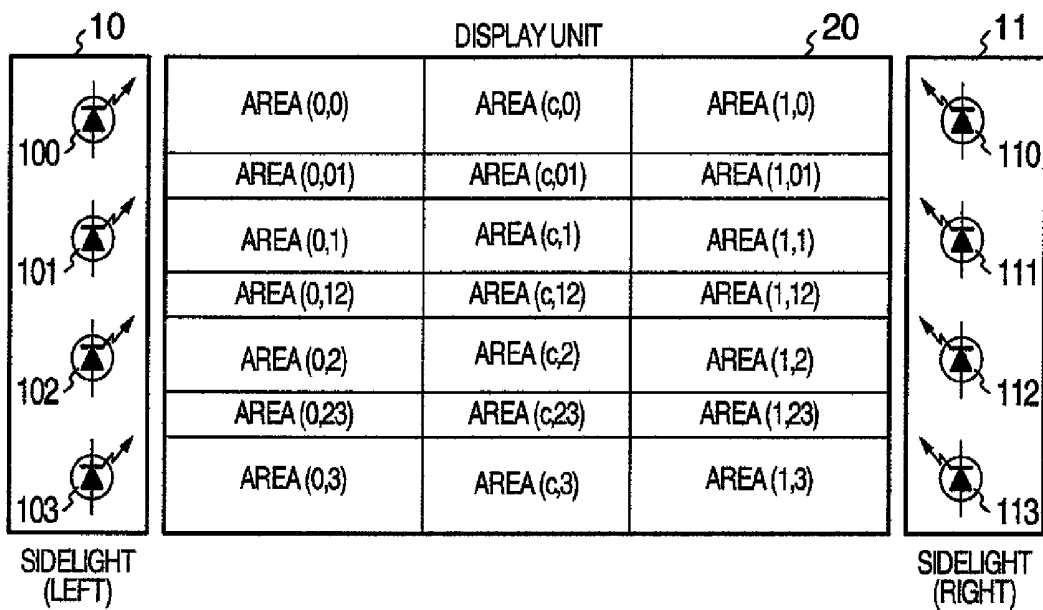 10
DISPLAY UNIT
20
11
AREA (0,0)
AREA (c,0)
AREA (1,0)
100
110
AREA (0,01)
AREA (c,01)
AREA (1,01)
AREA (0,1)
AREA (c,1)
AREA (1,1)
101
111
AREA (0,12)
AREA (c,12)
AREA (1,12)
AREA (0,2)
AREA (c,2)
AREA (1,2)
102
112
AREA (0,23)
AREA (c,23)
AREA (1,23)
AREA (0,3)
AREA (c,3)
AREA (1,3)
103
113
SIDELIGHT
(LEFT)
SIDELIGHT
(RIGHT)